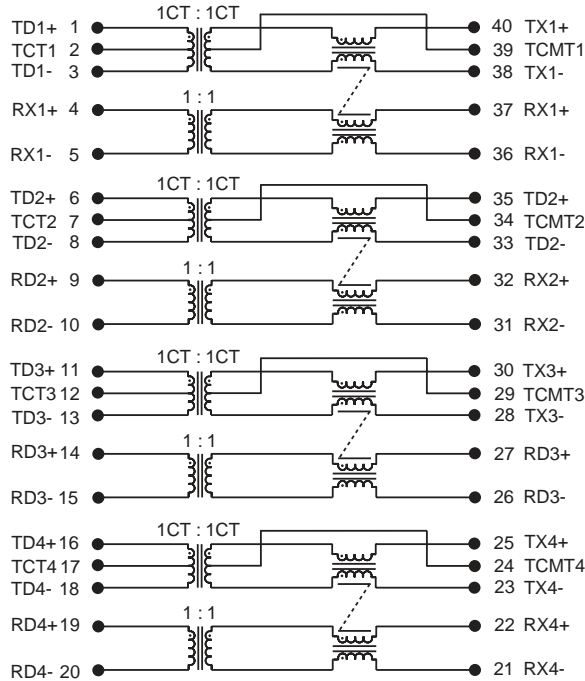 1CT : 1CT
TD1+ 1 40 TX1+
TCT1 2 39 TCMT1
TD1- 3 38 TX1-
1 : 1
RX1+ 4 37 RX1+
RX1- 5 36 RX1-
1CT : 1CT
TD2+ 6 35 TD2+
TCT2 7 34 TCMT2
TD2- 8 33 TD2-
1 : 1
RD2+ 9 32 RX2+
RD2- 10 31 RX2-
1CT : 1CT
TD3+ 11 30 TX3+
TCT3 12 29 TCMT3
TD3- 13 28 TX3-
1 : 1
RD3+ 14 27 RD3+
RD3- 15 26 RD3-
1CT : 1CT
TD4+ 16 25 TX4+
TCT4 17 24 TCMT4
TD4- 18 23 TX4-
1 : 1
RD4+ 19 22 RX4+
RD4- 20 21 RX4-